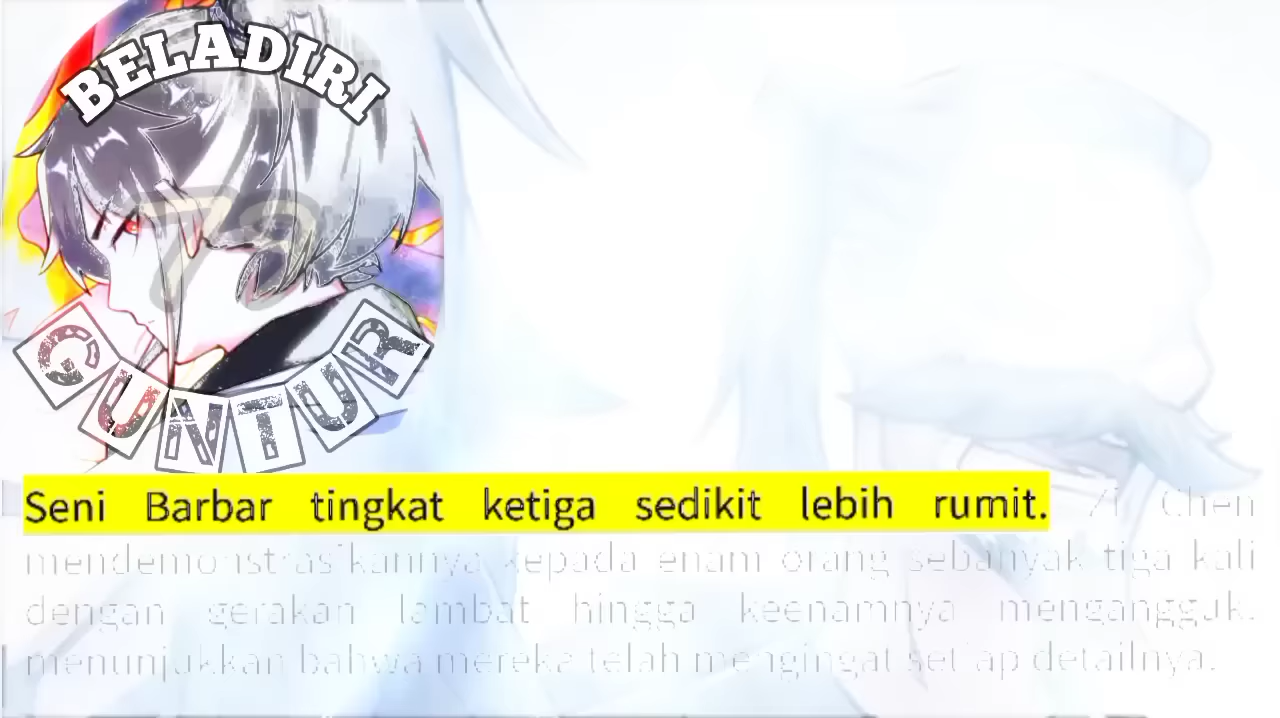 BELADIRI
73
GUNTUR
Seni Barbar tingkat ketiga sedikit lebih rumit. Zi Chen
mendemonstrasikannya kepada enam orang sebanyak tiga kali
dengan gerakan lambat hingga keenamnya mengangguk,
menunjukkan bahwa mereka telah mengingat setiap detailnya.